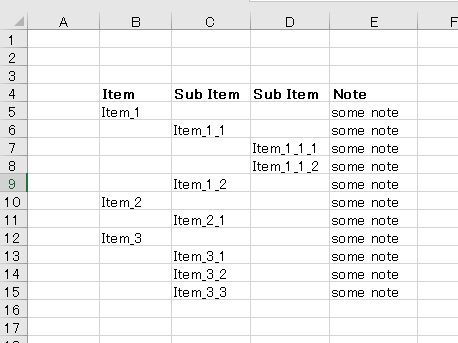 A B C D E F
1
2
3
4 Item Sub Item Sub Item Note
5 Item_1 some note
6 Item_1_1 some note
7 Item_1_1_1 some note
8 Item_1_1_2 some note
9 Item_1_2 some note
10 Item_2 some note
11 Item_2_1 some note
12 Item_3 some note
13 Item_3_1 some note
14 Item_3_2 some note
15 Item_3_3 some note
16
17